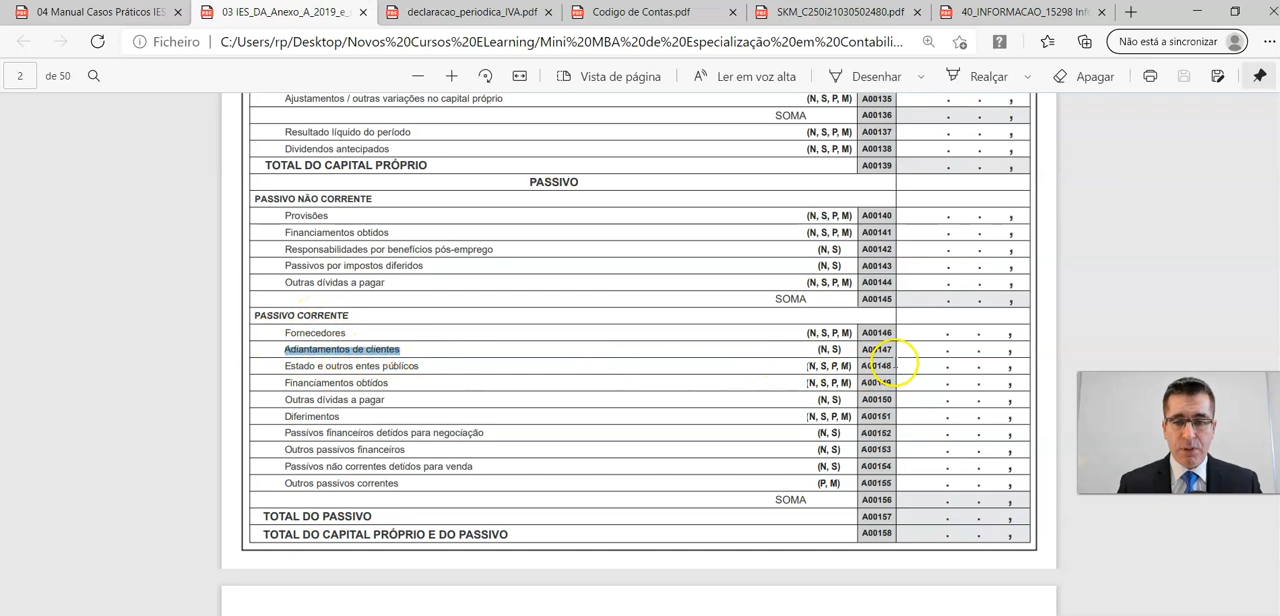 04 Manual Casos Práticos IES
03 IES_DA_Anexo_A_2019_e_
declaracao_periodica_IVA.pdf
Codigo de Contas.pdf
SKM_C250i21030502480.pdf
40_INFORMACAO_15298 Inf
Ficheiro
C:/Users/rp/Desktop/Novos%20Cursos%20ELearning/Mini%20MBA%20de%20Especialização%20em%20Contabili...
Não está a sincronizar
2 de 50
Vista de página
Ler em voz alta
Desenhar
Realçar
Apagar
Ajustamentos / outras variações no capital próprio (N, S, P, M) A00135 . . ,
SOMA A00136 . . ,
Resultado líquido do período (N, S, P, M) A00137 . . ,
Dividendos antecipados (N, S, P, M) A00138 . . ,
TOTAL DO CAPITAL PRÓPRIO A00139 . . ,
PASSIVO
PASSIVO NÃO CORRENTE
Provisões (N, S, P, M) A00140 . . ,
Financiamentos obtidos (N, S, P, M) A00141 . . ,
Responsabilidades por benefícios pós-emprego (N, S) A00142 . . ,
Passivos por impostos diferidos (N, S) A00143 . . ,
Outras dívidas a pagar (N, S, P, M) A00144 . . ,
SOMA A00145 . . ,
PASSIVO CORRENTE
Fornecedores (N, S, P, M) A00146 . . ,
Adiantamentos de clientes (N, S) A00147 . . ,
Estado e outros entes públicos (N, S, P, M) A00148 . . ,
Financiamentos obtidos (N, S, P, M) A00149 . . ,
Outras dívidas a pagar (N, S) A00150 . . ,
Diferimentos (N, S, P, M) A00151 . . ,
Passivos financeiros detidos para negociação (N, S) A00152 . . ,
Outros passivos financeiros (N, S) A00153 . . ,
Passivos não correntes detidos para venda (N, S) A00154 . . ,
Outros passivos correntes (P, M) A00155 . . ,
SOMA A00156 . . ,
TOTAL DO PASSIVO A00157 . . ,
TOTAL DO CAPITAL PRÓPRIO E DO PASSIVO A00158 . . ,